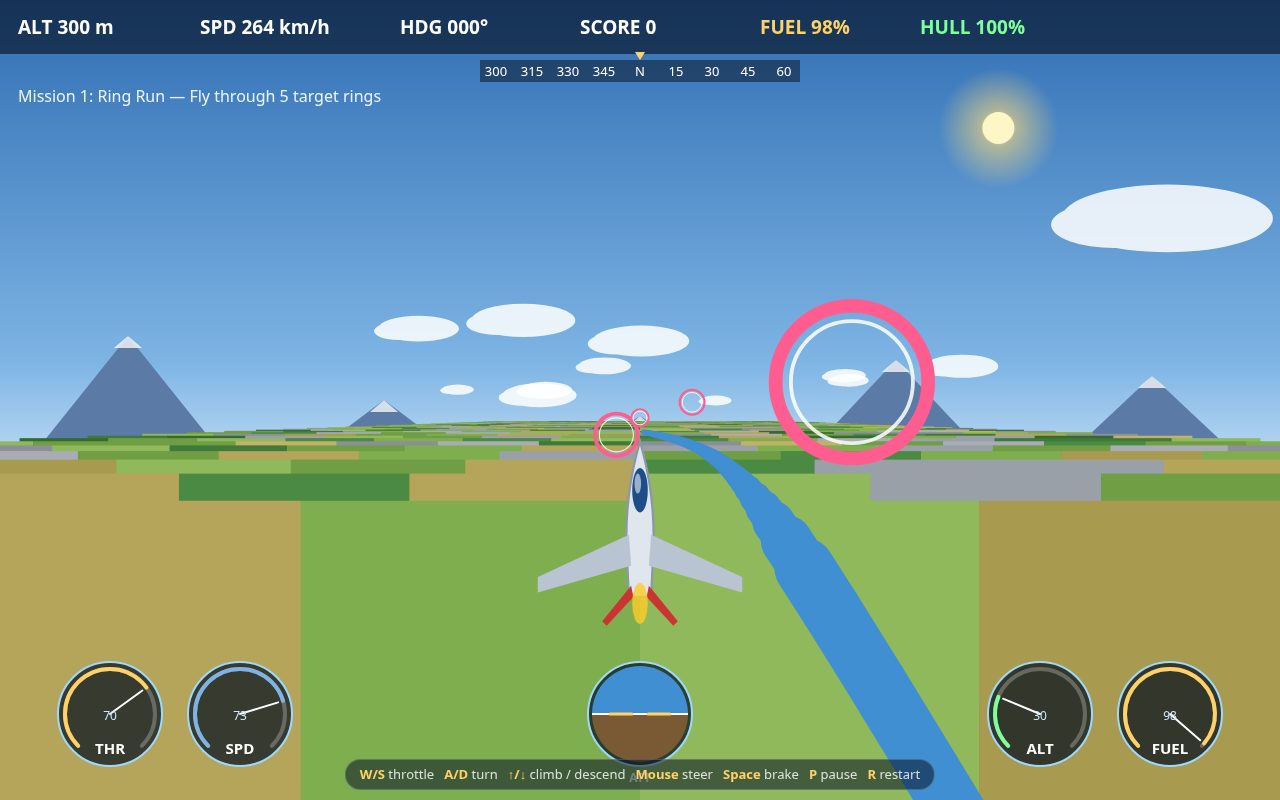 ALT 300 m SPD 264 km/h HDG 000° SCORE 0 FUEL 98% HULL 100%
300 315 330 345 N 15 30 45 60
Mission 1: Ring Run — Fly through 5 target rings
70 THR
73 SPD
30 ALT
98 FUEL
W/S throttle A/D turn ↑/↓ climb / descend Mouse steer Space brake P pause R restart